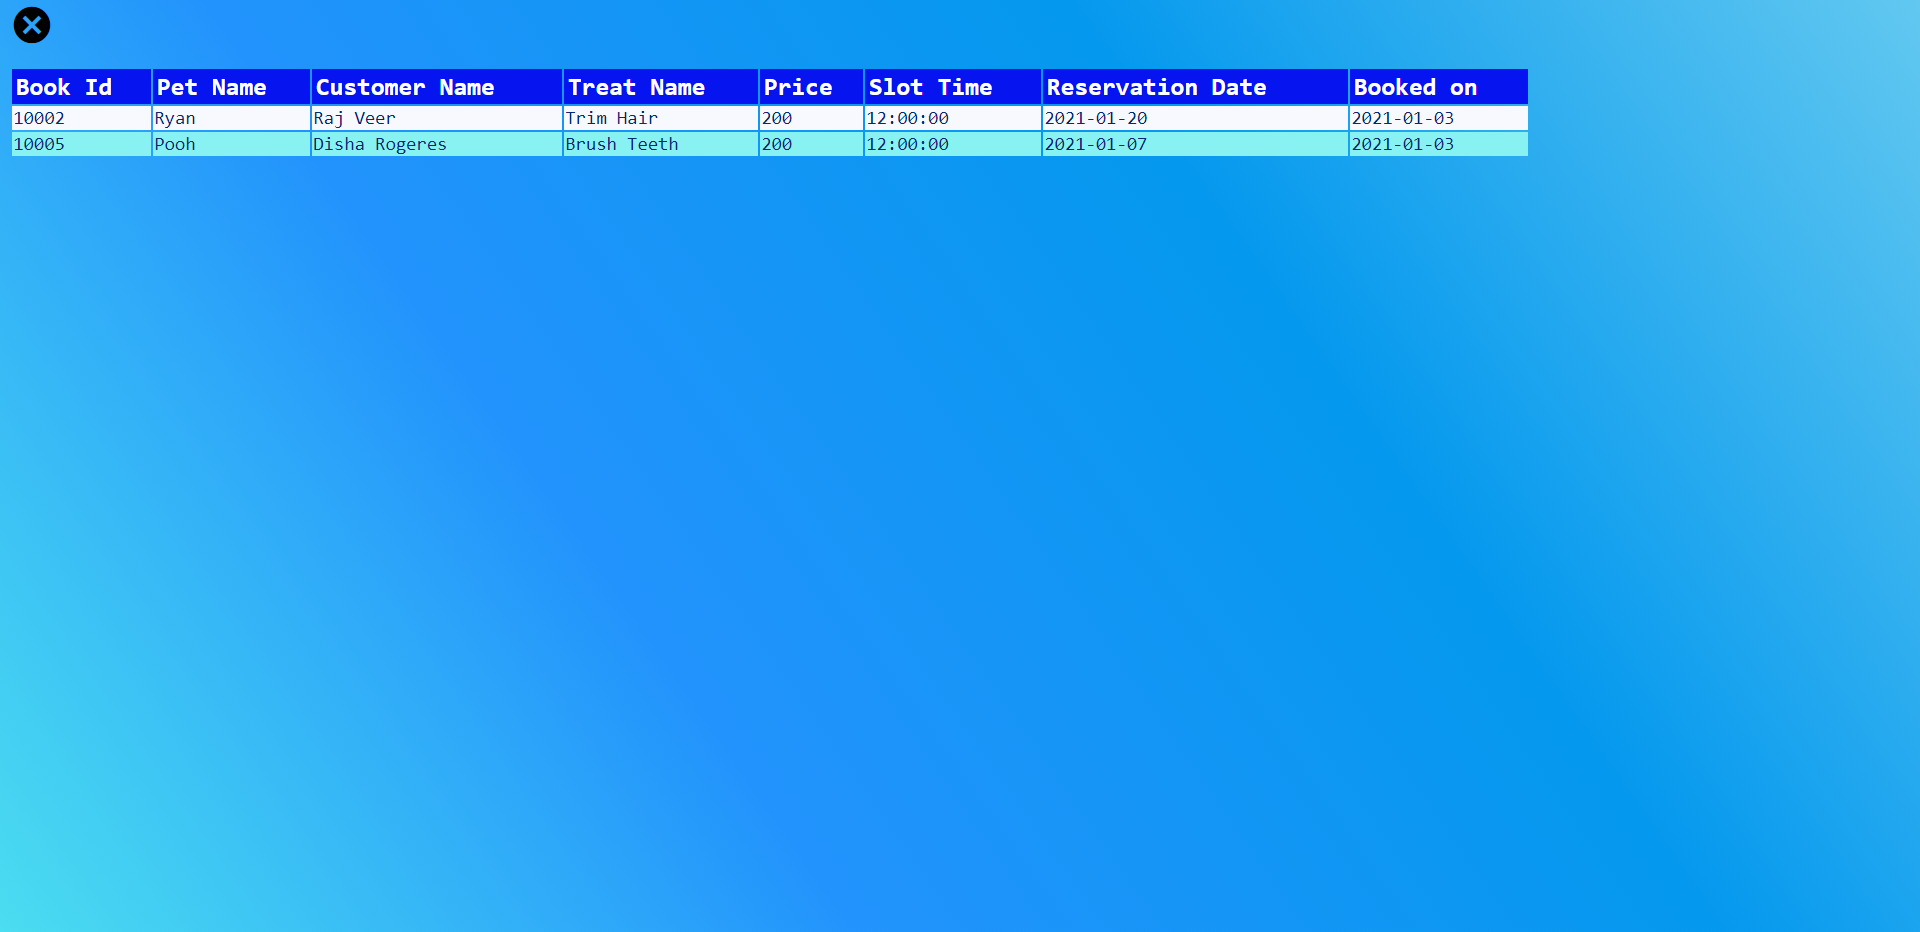 Book Id Pet Name Customer Name Treat Name Price Slot Time Reservation Date Booked on
10002 Ryan Raj Veer Trim Hair 200 12:00:00 2021-01-20 2021-01-03
10005 Pooh Disha Rogeres Brush Teeth 200 12:00:00 2021-01-07 2021-01-03